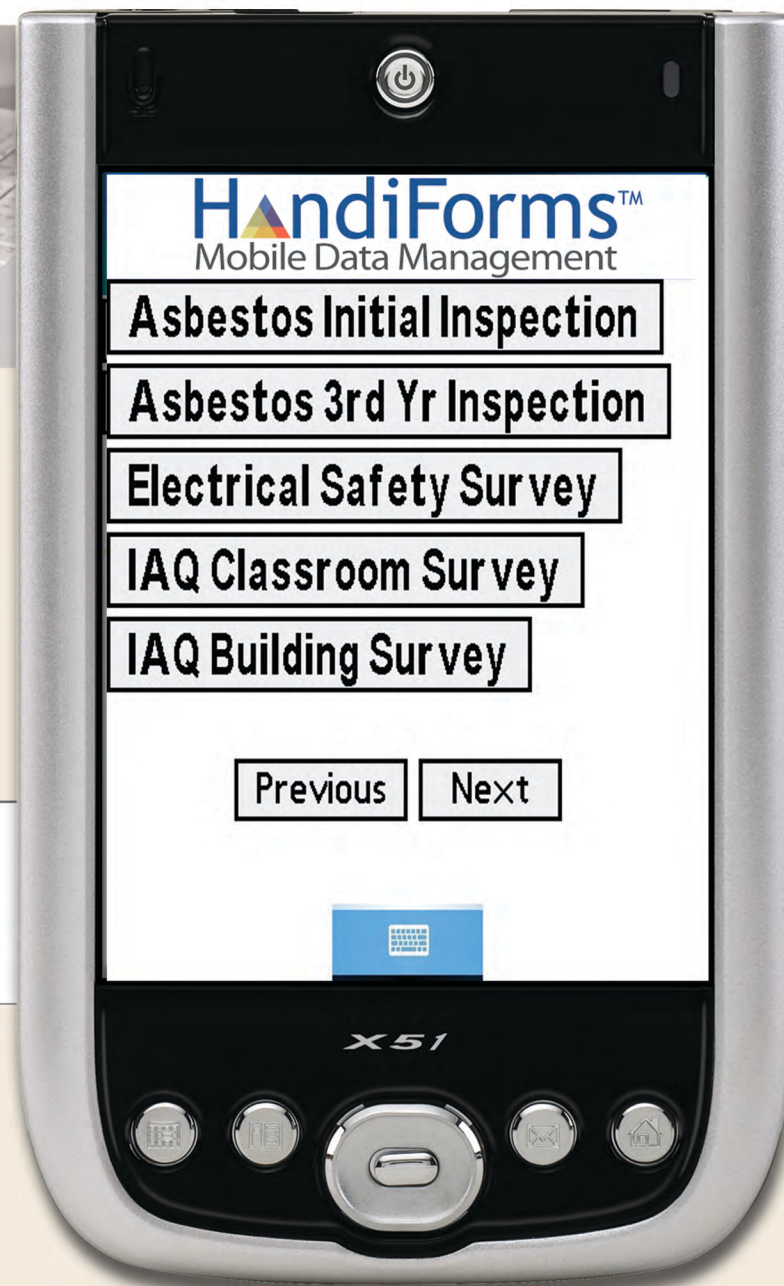 HandiForms™
Mobile Data Management
Asbestos Initial Inspection
Asbestos 3rd Yr Inspection
Electrical Safety Survey
IAQ Classroom Survey
IAQ Building Survey
Previous Next
X51